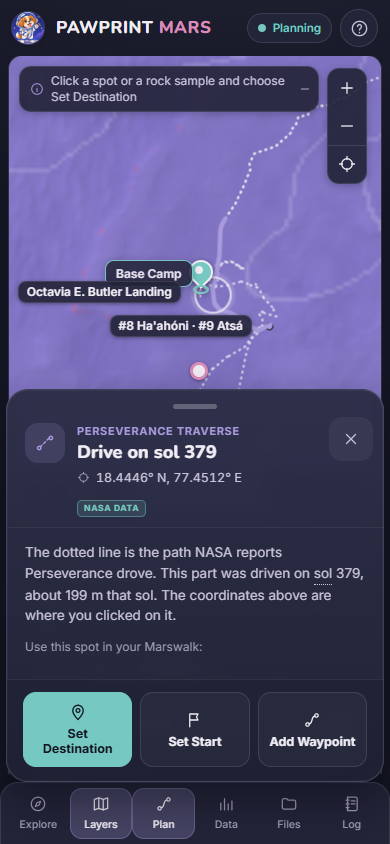 PAWPRINT MARS
Planning
Click a spot or a rock sample and choose
Set Destination
Base Camp
Octavia E. Butler Landing
#8 Ha'ahóni · #9 Atsá
PERSEVERANCE TRAVERSE
Drive on sol 379
18.4446° N, 77.4512° E
NASA DATA
The dotted line is the path NASA reports
Perseverance drove. This part was driven on sol 379,
about 199 m that sol. The coordinates above are
where you clicked on it.
Use this spot in your Marswalk:
Set
Destination
Set Start
Add Waypoint
Explore
Layers
Plan
Data
Files
Log